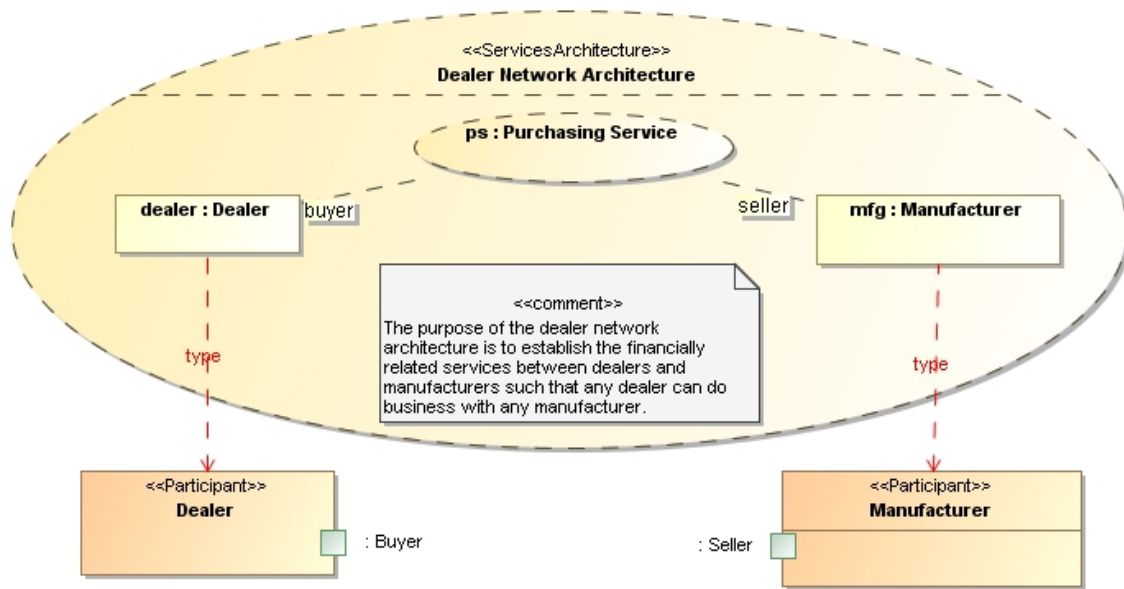 <<ServicesArchitecture>>
Dealer Network Architecture
ps : Purchasing Service
dealer : Dealer
buyer
seller
mfg : Manufacturer
<<comment>>
The purpose of the dealer network
architecture is to establish the financially
related services between dealers and
manufacturers such that any dealer can do
business with any manufacturer.
type
type
<<Participant>>
Dealer
: Buyer
<<Participant>>
Manufacturer
: Seller